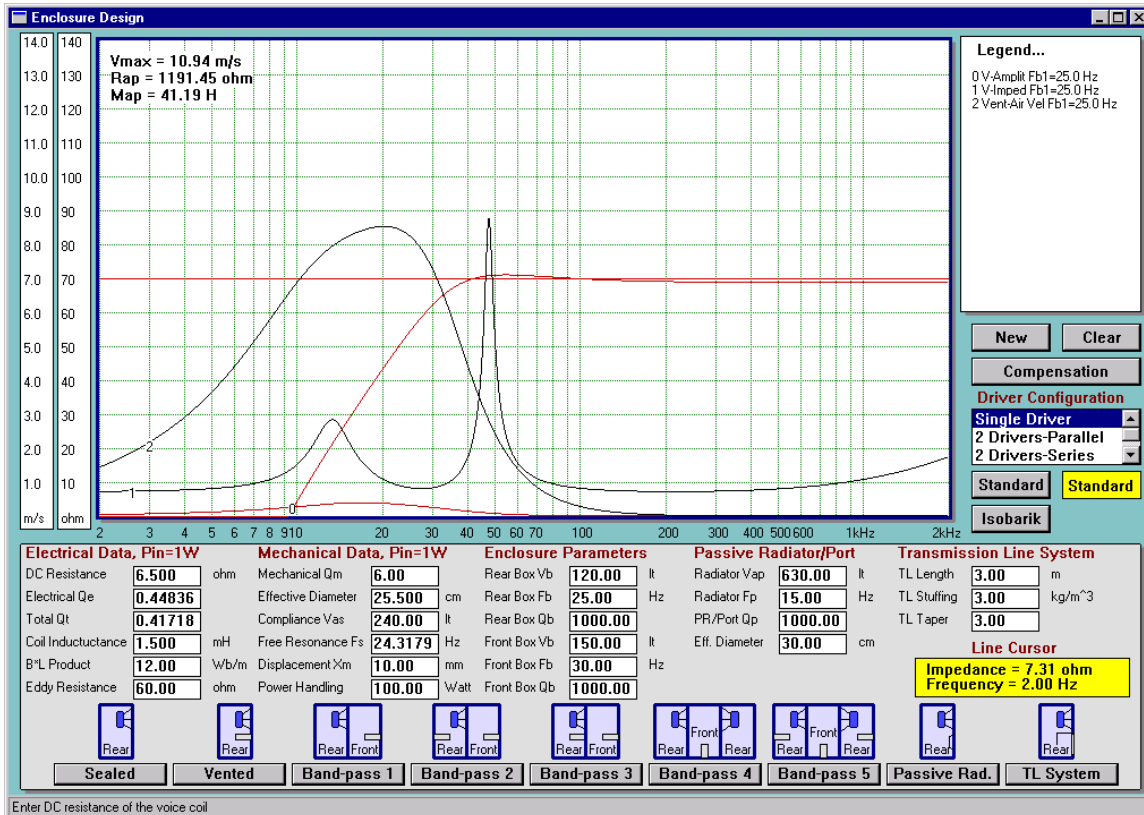 Enclosure Design
14.0 140
13.0 130
12.0 120
11.0 110
10.0 100
9.0 90
8.0 80
7.0 70
6.0 60
5.0 50
4.0 40
3.0 30
2.0 20
1.0 10
m/s ohm
Vmax = 10.94 m/s
Rap = 1191.45 ohm
Map = 41.19 H
2
1
0
2 3 4 5 6 7 8 910 20 30 40 50 60 70 100 200 300 400 500600 1kHz 2kHz
Legend...
0 V-Amplit Fb1=25.0 Hz
1 V-Imped Fb1=25.0 Hz
2 Vent-Air Vel Fb1=25.0 Hz
New Clear
Compensation
Driver Configuration
Single Driver
2 Drivers-Parallel
2 Drivers-Series
Standard Standard
Isobarik
Electrical Data, Pin=1W
DC Resistance 6.500 ohm
Electrical Qe 0.44836
Total Qt 0.41718
Coil Inductuctance 1.500 mH
B*L Product 12.00 Wb/m
Eddy Resistance 60.00 ohm
Mechanical Data, Pin=1W
Mechanical Qm 6.00
Effective Diameter 25.500 cm
Compliance Vas 240.00 lt
Free Resonance Fs 24.3179 Hz
Displacement Xm 10.00 mm
Power Handling 100.00 Watt
Enclosure Parameters
Rear Box Vb 120.00 lt
Rear Box Fb 25.00 Hz
Rear Box Qb 1000.00
Front Box Vb 150.00 lt
Front Box Fb 30.00 Hz
Front Box Qb 1000.00
Passive Radiator/Port
Radiator Vap 630.00 lt
Radiator Fp 15.00 Hz
PR/Port Qp 1000.00
Eff. Diameter 30.00 cm
Transmission Line System
TL Length 3.00 m
TL Stuffing 3.00 kg/m^3
TL Taper 3.00
Line Cursor
Impedance = 7.31 ohm
Frequency = 2.00 Hz
Rear
Rear
Rear Front
Rear Front
Rear Front
Rear Front Rear
Rear Front Rear
Rear
Rear
Sealed Vented Band-pass 1 Band-pass 2 Band-pass 3 Band-pass 4 Band-pass 5 Passive Rad. TL System
Enter DC resistance of the voice coil